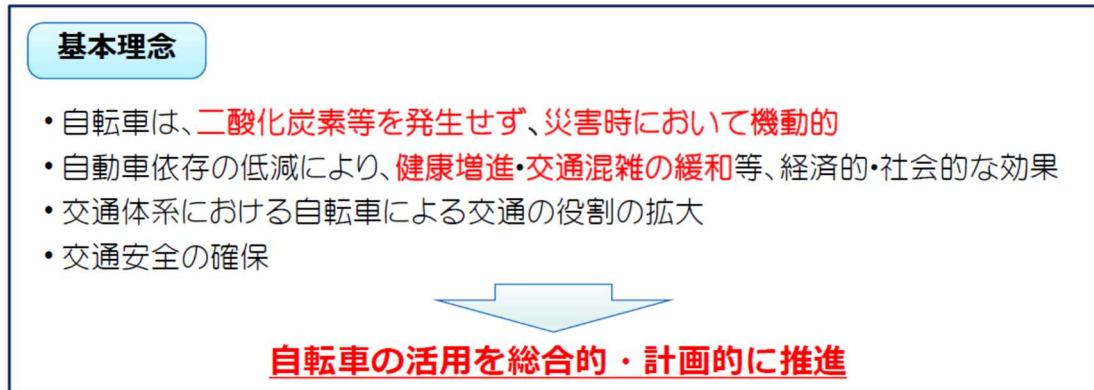 基本理念
• 自転車は、二酸化炭素等を発生せず、災害時において機動的
• 自動車依存の低減により、健康増進・交通混雑の緩和等、経済的・社会的な効果
• 交通体系における自転車による交通の役割の拡大
• 交通安全の確保
自転車の活用を総合的・計画的に推進